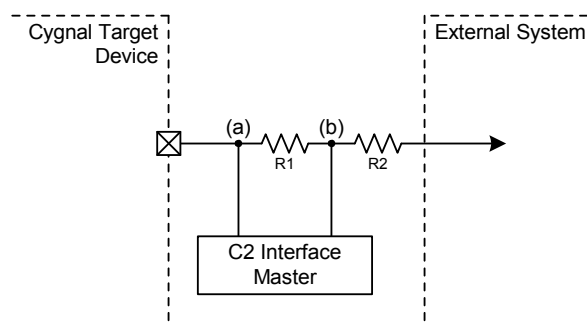 Cygnal Target
Device
External System
(a)
(b)
R1
R2
C2 Interface
Master